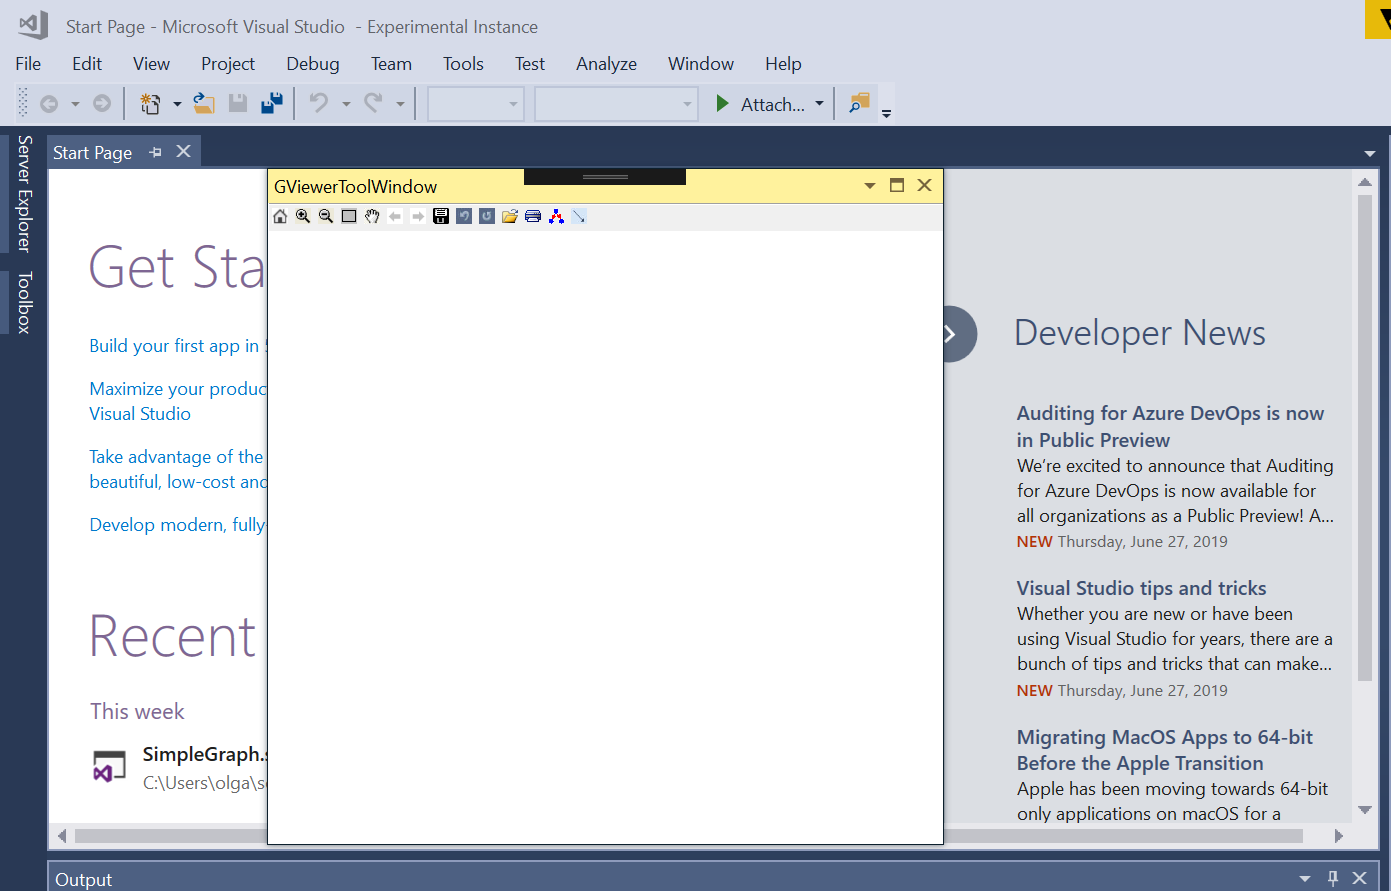 Start Page - Microsoft Visual Studio - Experimental Instance
File Edit View Project Debug Team Tools Test Analyze Window Help
Attach...
Server Explorer
Toolbox
Start Page
GViewerToolWindow
Get Sta
Build your first app in
Maximize your produc
Visual Studio
Take advantage of the
beautiful, low-cost and
Develop modern, fully-
Recent
This week
SimpleGraph.s
C:\Users\olga\so
Developer News
Auditing for Azure DevOps is now
in Public Preview
We're excited to announce that Auditing
for Azure DevOps is now available for
all organizations as a Public Preview! A...
NEW Thursday, June 27, 2019
Visual Studio tips and tricks
Whether you are new or have been
using Visual Studio for years, there are a
bunch of tips and tricks that can make...
NEW Thursday, June 27, 2019
Migrating MacOS Apps to 64-bit
Before the Apple Transition
Apple has been moving towards 64-bit
only applications on macOS for a
Output